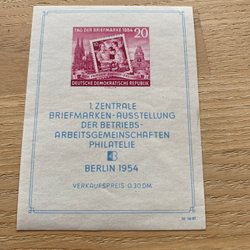 TAG DER BRIEFMARKE 1954 20
DEUTSCHE DEMOKRATISCHE REPUBLIK
1. ZENTRALE
BRIEFMARKEN-AUSSTELLUNG
DER BETRIEBS-
ARBEITSGEMEINSCHAFTEN
PHILATELIE
BERLIN 1954
VERKAUFSPREIS 0.30 DM